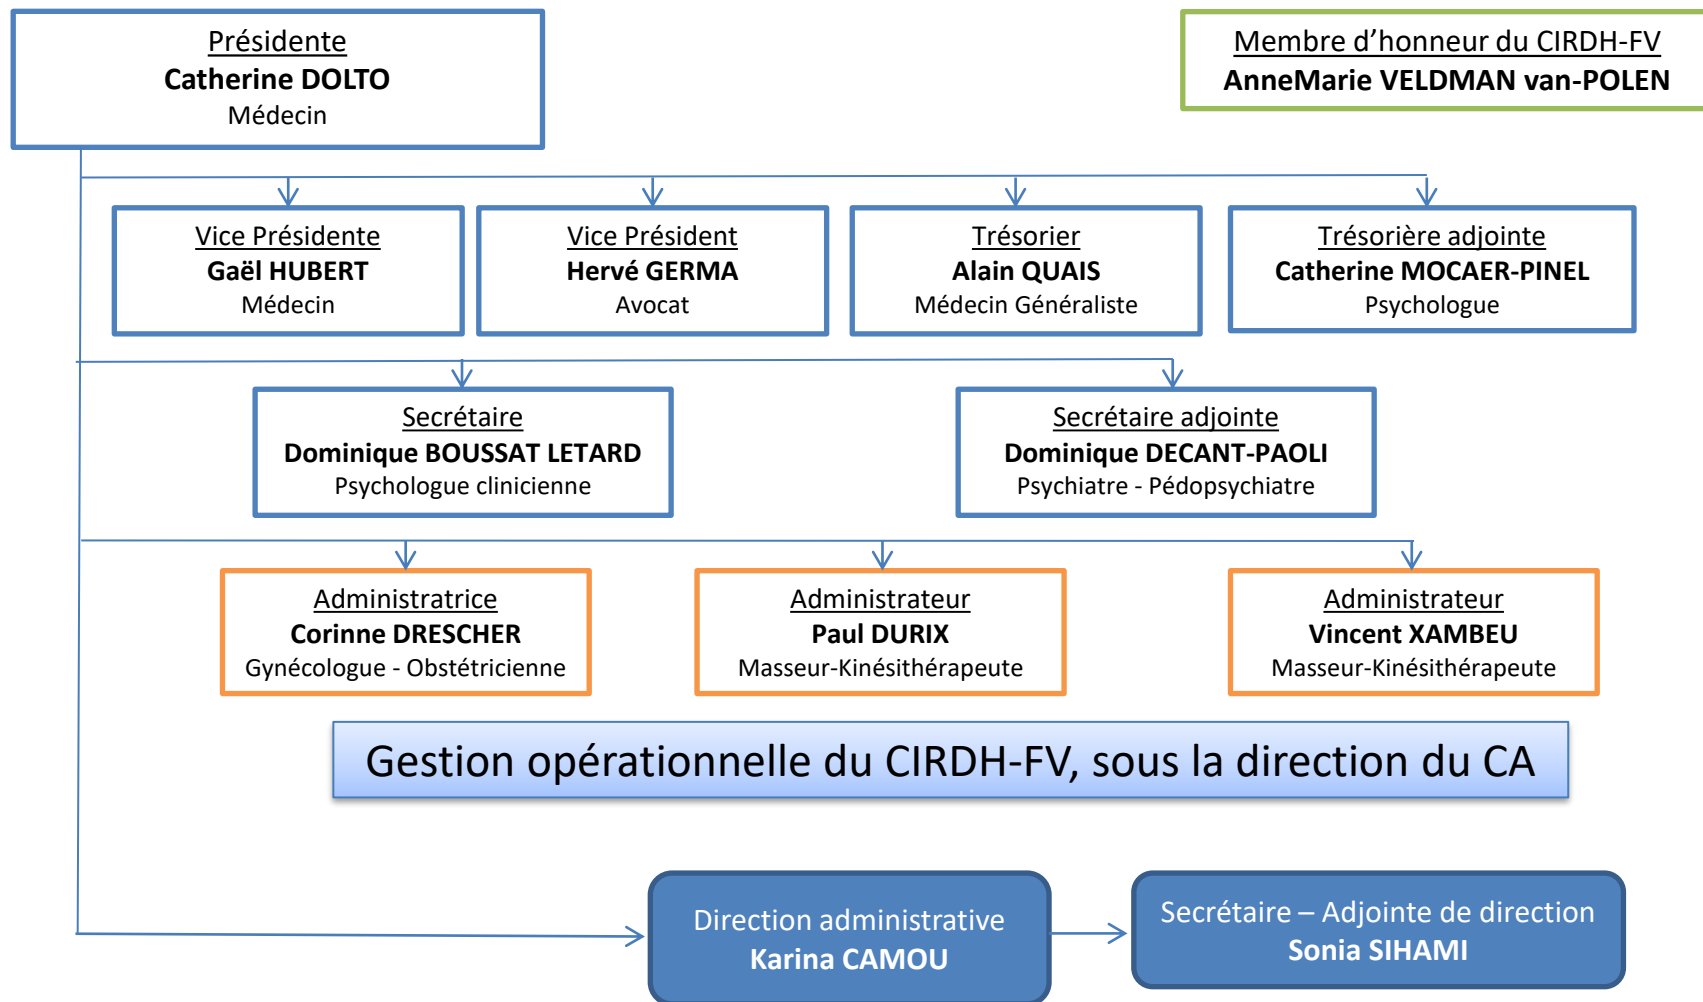 Présidente
Catherine DOLTO
Médecin
Membre d’honneur du CIRDH-FV
AnneMarie VELDMAN van-POLEN
Vice Présidente
Gaël HUBERT
Médecin
Vice Président
Hervé GERMA
Avocat
Trésorier
Alain QUAIS
Médecin Généraliste
Trésorière adjointe
Catherine MOCAER-PINEL
Psychologue
Secrétaire
Dominique BOUSSAT LETARD
Psychologue clinicienne
Secrétaire adjointe
Dominique DECANT-PAOLI
Psychiatre - Pédopsychiatre
Administratrice
Corinne DRESCHER
Gynécologue - Obstétricienne
Administrateur
Paul DURIX
Masseur-Kinésithérapeute
Administrateur
Vincent XAMBEU
Masseur-Kinésithérapeute
Gestion opérationnelle du CIRDH-FV, sous la direction du CA
Direction administrative
Karina CAMOU
Secrétaire – Adjointe de direction
Sonia SIHAMI